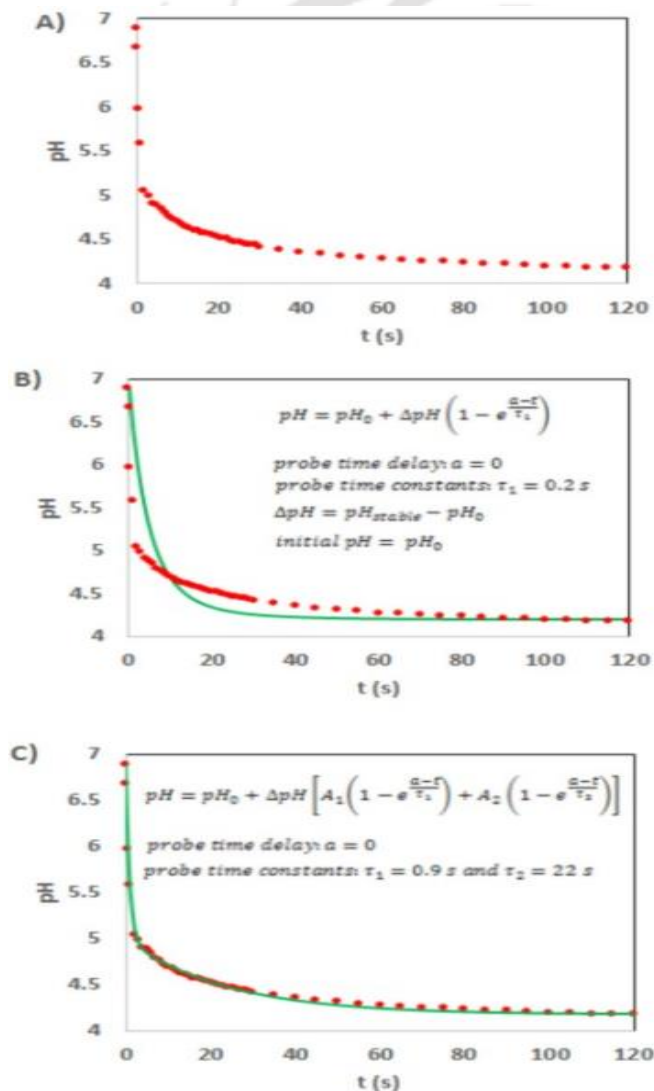 A)
7
6.5
6
5.5
5
4.5
4
pH
0 20 40 60 80 100 120
t (s)
B)
7
6.5
6
5.5
5
4.5
4
pH
pH = pH₀ + ΔpH (1 − e^((a−t)/τ₁))
probe time delay: a = 0
probe time constants: τ₁ = 0.2 s
ΔpH = pH_stable − pH₀
initial pH = pH₀
0 20 40 60 80 100 120
t (s)
C)
7
6.5
6
5.5
5
4.5
4
pH
pH = pH₀ + ΔpH [A₁(1 − e^((a−t)/τ₁)) + A₂ (1 − e^((a−t)/τ₂))]
probe time delay: a = 0
probe time constants: τ₁ = 0.9 s and τ₂ = 22 s
0 20 40 60 80 100 120
t (s)